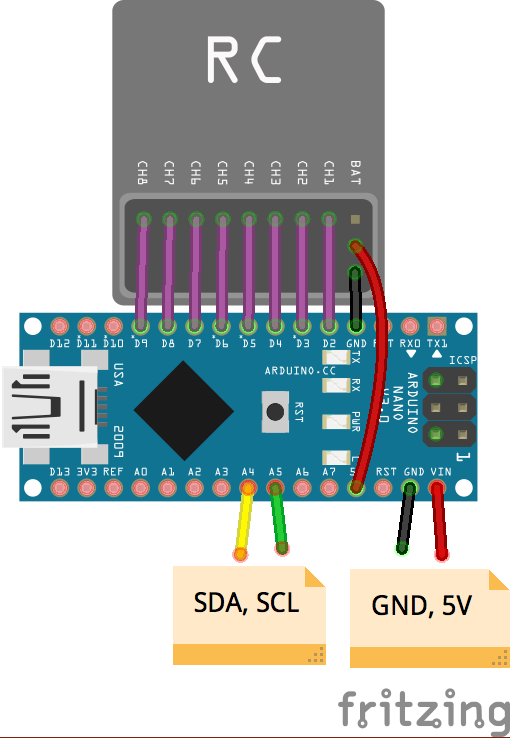 RC
CH8 CH7 CH6 CH5 CH4 CH3 CH2 CH1 BAT
D12 D11 D10 D9 D8 D7 D6 D5 D4 D3 D2 GND RX0 TX1
TX
ICSP
USA
ARDUINO.CC
RX
ARDUINO
NANO
V3.0
RST
PWR
2009
L
1
D13 3V3 REF A0 A1 A2 A3 A4 A5 A6 A7 RST GND VIN
SDA, SCL
GND, 5V
fritzing